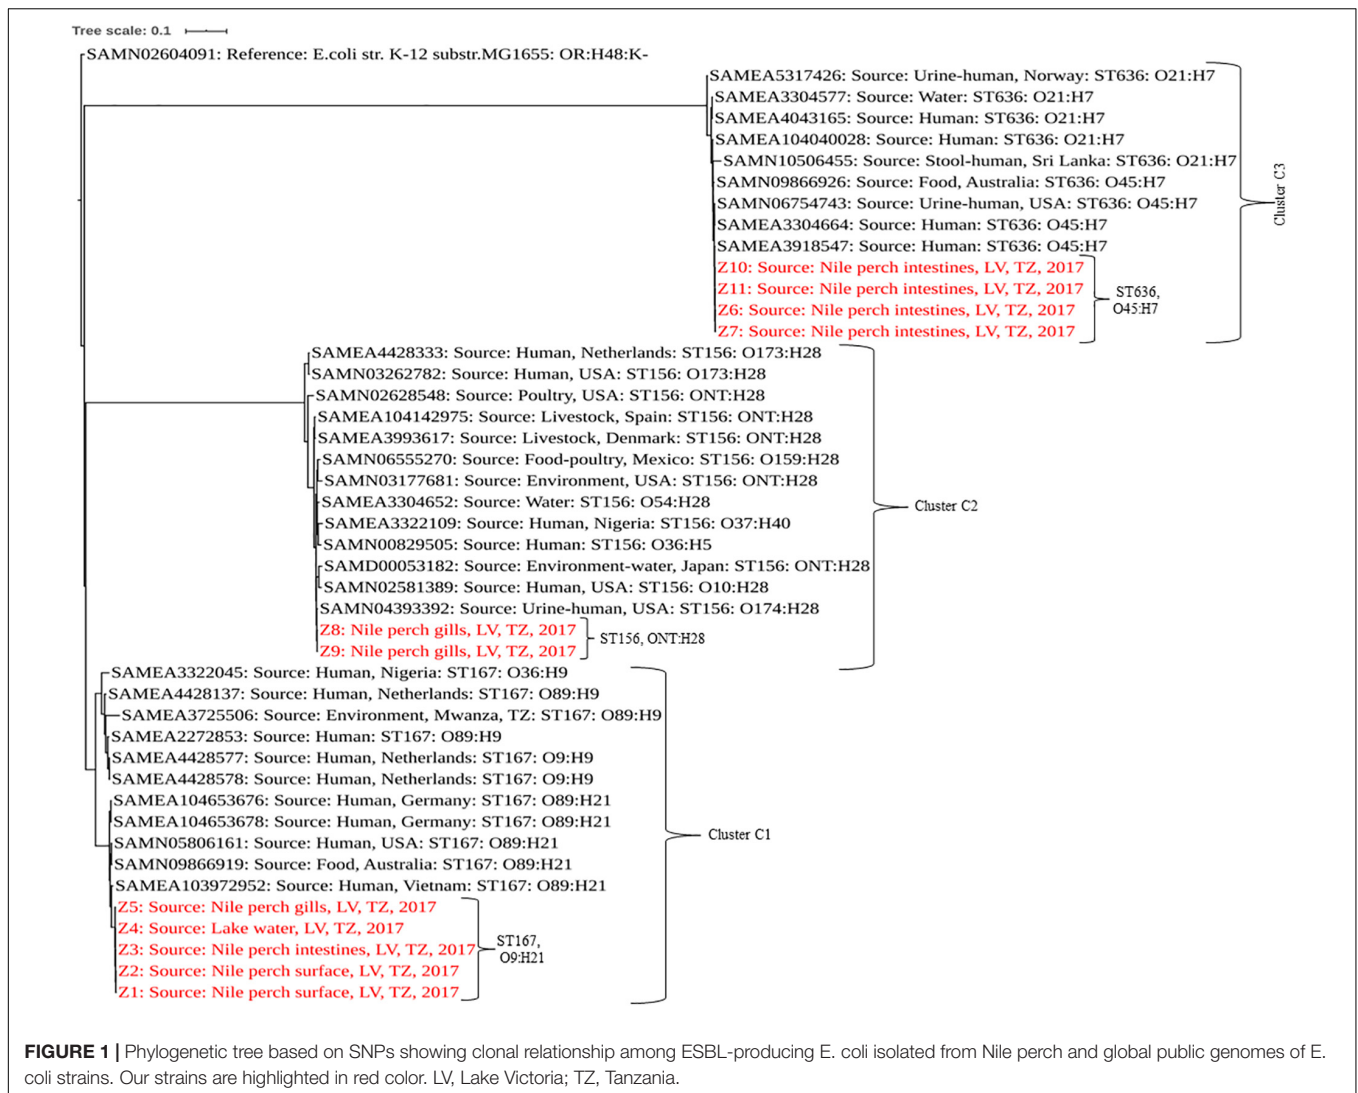 Tree scale: 0.1
SAMN02604091: Reference: E.coli str. K-12 substr.MG1655: OR:H48:K-
SAMEA5317426: Source: Urine-human, Norway: ST636: O21:H7
SAMEA3304577: Source: Water: ST636: O21:H7
SAMEA4043165: Source: Human: ST636: O21:H7
SAMEA104040028: Source: Human: ST636: O21:H7
SAMN10506455: Source: Stool-human, Sri Lanka: ST636: O21:H7
SAMN09866926: Source: Food, Australia: ST636: O45:H7
SAMN06754743: Source: Urine-human, USA: ST636: O45:H7
SAMEA3304664: Source: Human: ST636: O45:H7
SAMEA3918547: Source: Human: ST636: O45:H7
Z10: Source: Nile perch intestines, LV, TZ, 2017
Z11: Source: Nile perch intestines, LV, TZ, 2017
Z6: Source: Nile perch intestines, LV, TZ, 2017
Z7: Source: Nile perch intestines, LV, TZ, 2017
ST636,
O45:H7
Cluster C3
SAMEA4428333: Source: Human, Netherlands: ST156: O173:H28
SAMN03262782: Source: Human, USA: ST156: O173:H28
SAMN02628548: Source: Poultry, USA: ST156: ONT:H28
SAMEA104142975: Source: Livestock, Spain: ST156: ONT:H28
SAMEA3993617: Source: Livestock, Denmark: ST156: ONT:H28
SAMN06555270: Source: Food-poultry, Mexico: ST156: O159:H28
SAMN03177681: Source: Environment, USA: ST156: ONT:H28
SAMEA3304652: Source: Water: ST156: O54:H28
SAMEA3322109: Source: Human, Nigeria: ST156: O37:H40
SAMN00829505: Source: Human: ST156: O36:H5
SAMD00053182: Source: Environment-water, Japan: ST156: ONT:H28
SAMN02581389: Source: Human, USA: ST156: O10:H28
SAMN04393392: Source: Urine-human, USA: ST156: O174:H28
Z8: Nile perch gills, LV, TZ, 2017
Z9: Nile perch gills, LV, TZ, 2017
ST156, ONT:H28
Cluster C2
SAMEA3322045: Source: Human, Nigeria: ST167: O36:H9
SAMEA4428137: Source: Human, Netherlands: ST167: O89:H9
SAMEA3725506: Source: Environment, Mwanza, TZ: ST167: O89:H9
SAMEA2272853: Source: Human: ST167: O89:H9
SAMEA4428577: Source: Human, Netherlands: ST167: O9:H9
SAMEA4428578: Source: Human, Netherlands: ST167: O9:H9
SAMEA104653676: Source: Human, Germany: ST167: O89:H21
SAMEA104653678: Source: Human, Germany: ST167: O89:H21
SAMN05806161: Source: Human, USA: ST167: O89:H21
SAMN09866919: Source: Food, Australia: ST167: O89:H21
SAMEA103972952: Source: Human, Vietnam: ST167: O89:H21
Z5: Source: Nile perch gills, LV, TZ, 2017
Z4: Source: Lake water, LV, TZ, 2017
Z3: Source: Nile perch intestines, LV, TZ, 2017
Z2: Source: Nile perch surface, LV, TZ, 2017
Z1: Source: Nile perch surface, LV, TZ, 2017
ST167,
O9:H21
Cluster C1
FIGURE 1 | Phylogenetic tree based on SNPs showing clonal relationship among ESBL-producing E. coli isolated from Nile perch and global public genomes of E.
coli strains. Our strains are highlighted in red color. LV, Lake Victoria; TZ, Tanzania.